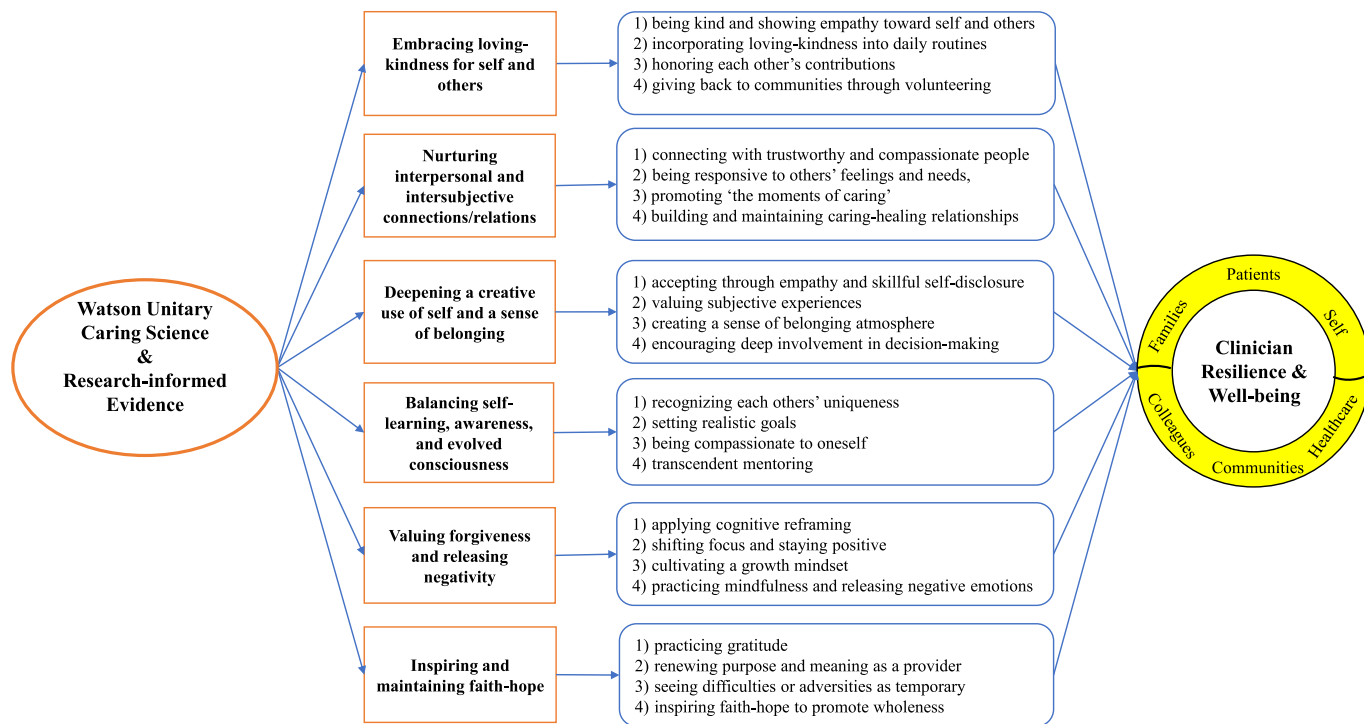 Watson Unitary
Caring Science
&
Research-informed
Evidence
Embracing loving-
kindness for self and
others
1) being kind and showing empathy toward self and others
2) incorporating loving-kindness into daily routines
3) honoring each other’s contributions
4) giving back to communities through volunteering
Nurturing
interpersonal and
intersubjective
connections/relations
1) connecting with trustworthy and compassionate people
2) being responsive to others’ feelings and needs,
3) promoting ‘the moments of caring’
4) building and maintaining caring-healing relationships
Deepening a creative
use of self and a sense
of belonging
1) accepting through empathy and skillful self-disclosure
2) valuing subjective experiences
3) creating a sense of belonging atmosphere
4) encouraging deep involvement in decision-making
Balancing self-
learning, awareness,
and evolved
consciousness
1) recognizing each others’ uniqueness
2) setting realistic goals
3) being compassionate to oneself
4) transcendent mentoring
Valuing forgiveness
and releasing
negativity
1) applying cognitive reframing
2) shifting focus and staying positive
3) cultivating a growth mindset
4) practicing mindfulness and releasing negative emotions
Inspiring and
maintaining faith-hope
1) practicing gratitude
2) renewing purpose and meaning as a provider
3) seeing difficulties or adversities as temporary
4) inspiring faith-hope to promote wholeness
Patients
Families
Self
Clinician
Resilience &
Well-being
Colleagues
Communities
Healthcare